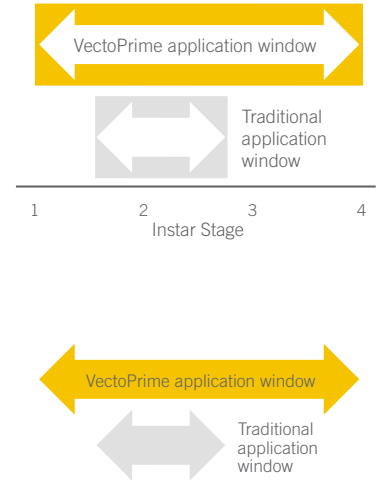 VectoPrime application window
Traditional
application
window
1 2 3 4
Instar Stage
VectoPrime application window
Traditional
application
window